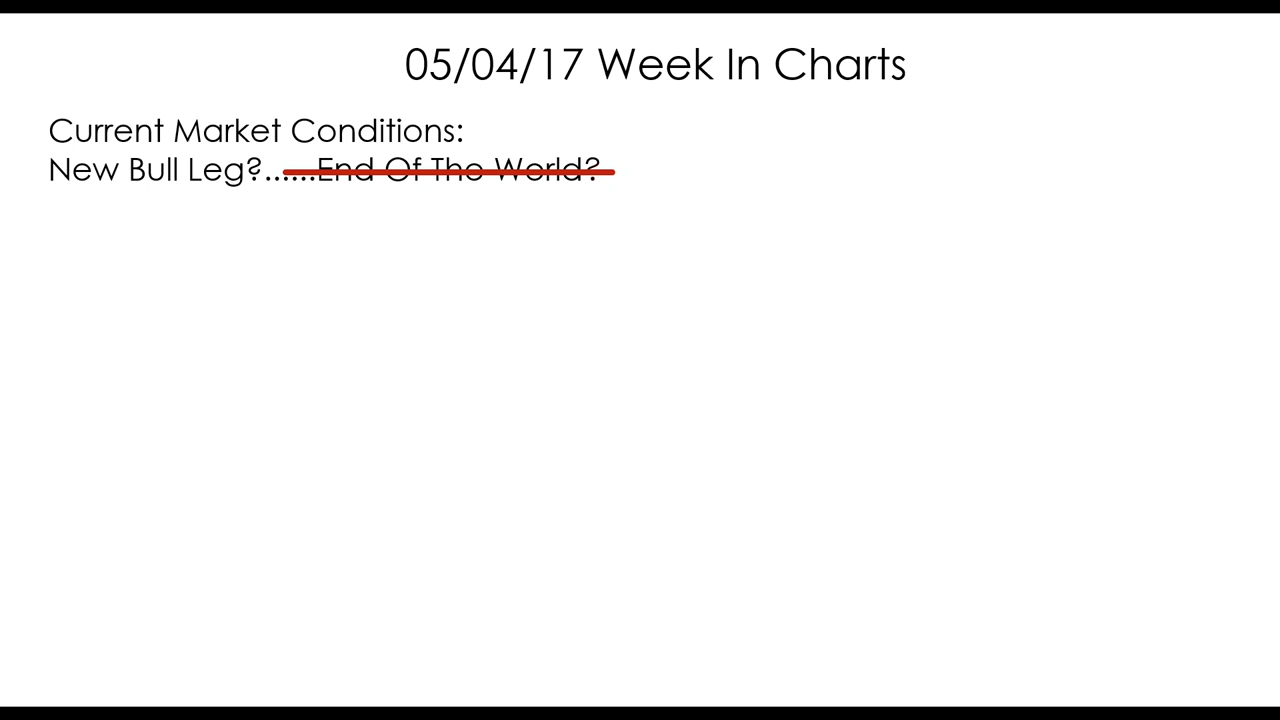 05/04/17 Week In Charts
Current Market Conditions:
New Bull Leg?......End Of The World?